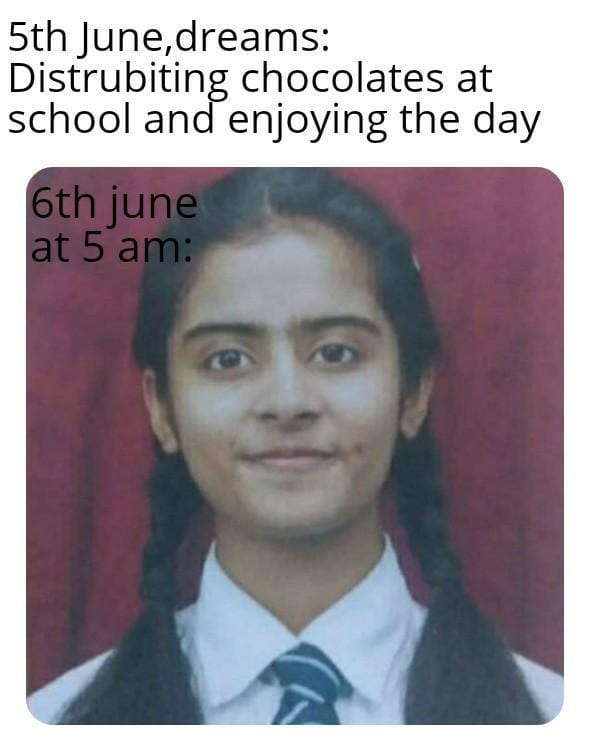 5th June,dreams:
Distrubiting chocolates at
school and enjoying the day
6th june
at 5 am: